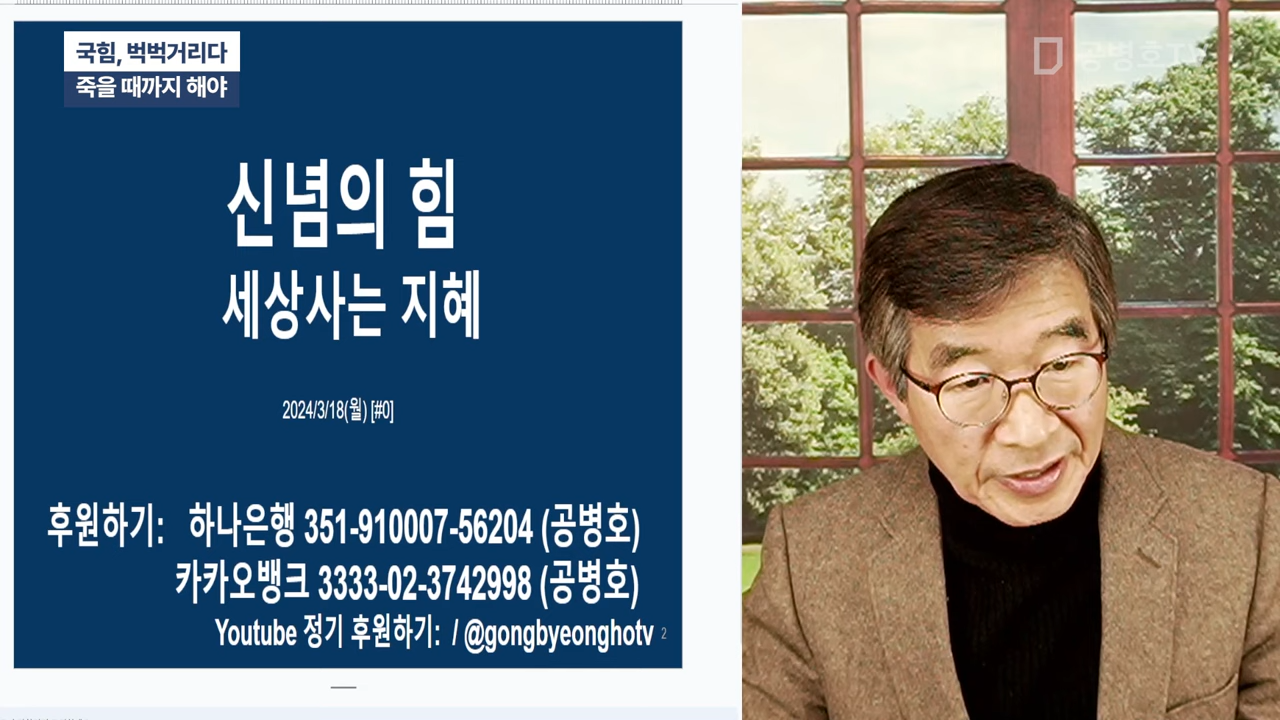 국힘, 벅벅거리다
죽을 때까지 해야
공병호TV
신념의 힘
세상사는 지혜
2024/3/18(월) [#0]
후원하기: 하나은행 351-910007-56204 (공병호)
카카오뱅크 3333-02-3742998 (공병호)
Youtube 정기 후원하기: / @gongbyeonghotv
2